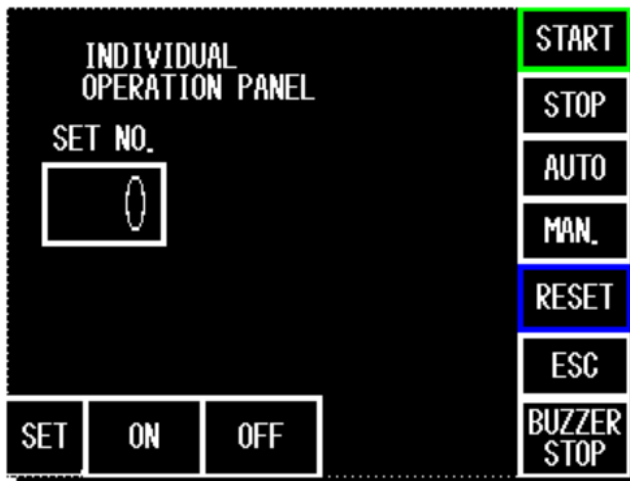 INDIVIDUAL
OPERATION PANEL
SET NO.
0
SET
ON
OFF
START
STOP
AUTO
MAN.
RESET
ESC
BUZZER
STOP